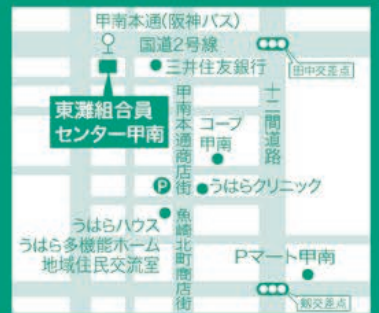 甲南本通(阪神バス)
国道2号線
田中交差点
三井住友銀行
東灘組合員
センター甲南
甲南本通商店街
十二間道路
コープ
甲南
P
うはらクリニック
うはらハウス
うはら多機能ホーム
地域住民交流室
魚崎北町商店街
Pマート甲南